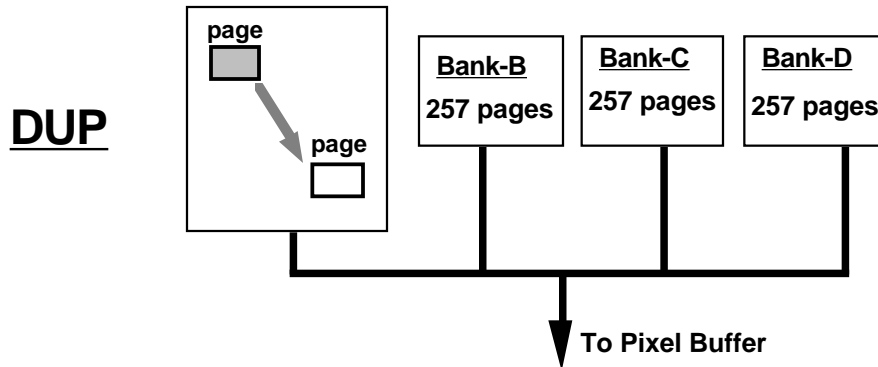 DUP
page
page
Bank-B
257 pages
Bank-C
257 pages
Bank-D
257 pages
To Pixel Buffer